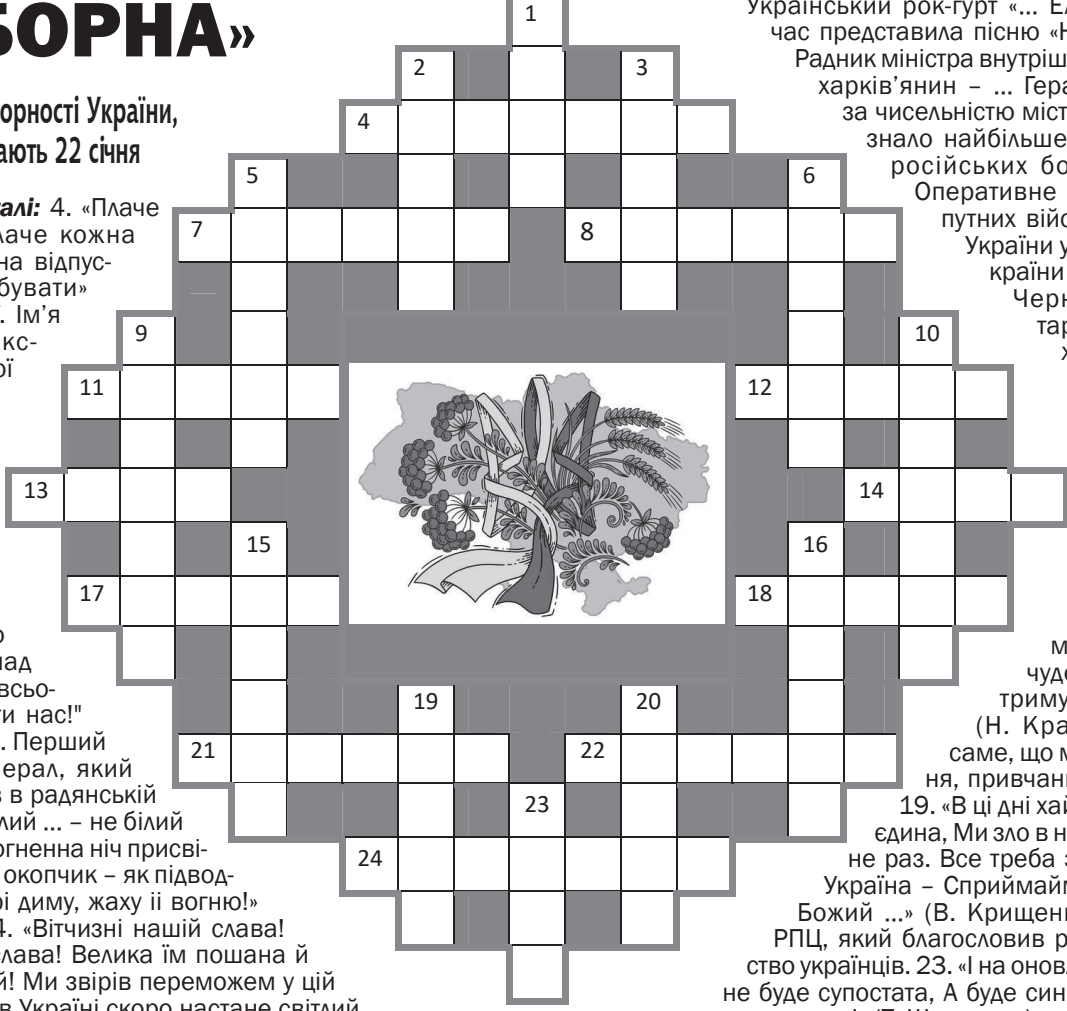 БОРНА»
орності України,
ають 22 січня
алі: 4. «Плаче
лаче кожна
на відпус-
бувати»
. Ім’я
кс-
ої
о
над
всьо-
ти нас!"
. Перший
ерал, який
в в радянській
лий ... – не білий
огненна ніч присві-
окопчик – як підвод-
рі диму, жаху іі вогню!»
4. «Вітчизні нашій слава!
лава! Велика їм пошана й
й! Ми звірів переможем у цій
в Україні скоро настане світлий
1
2
3
4
5
6
7
8
9
10
11
12
13
14
15
16
17
18
19
20
21
22
23
24
Український рок-гурт «... Ел
час представила пісню «Н
Радник міністра внутріш
харків’янин – ... Гера
за чисельністю міст
знало найбільше
російських бо
Оперативне
путних війс
України у
країни
Черн
тар
х
м
чуде
триму
(Н. Кра
саме, що м
ня, привчан
19. «В ці дні хай
єдина, Ми зло в н
не раз. Все треба з
Україна – Сприймайм
Божий ...» (В. Крищен
РПЦ, який благословив р
ство українців. 23. «І на оновл
не буде супостата, А буде син